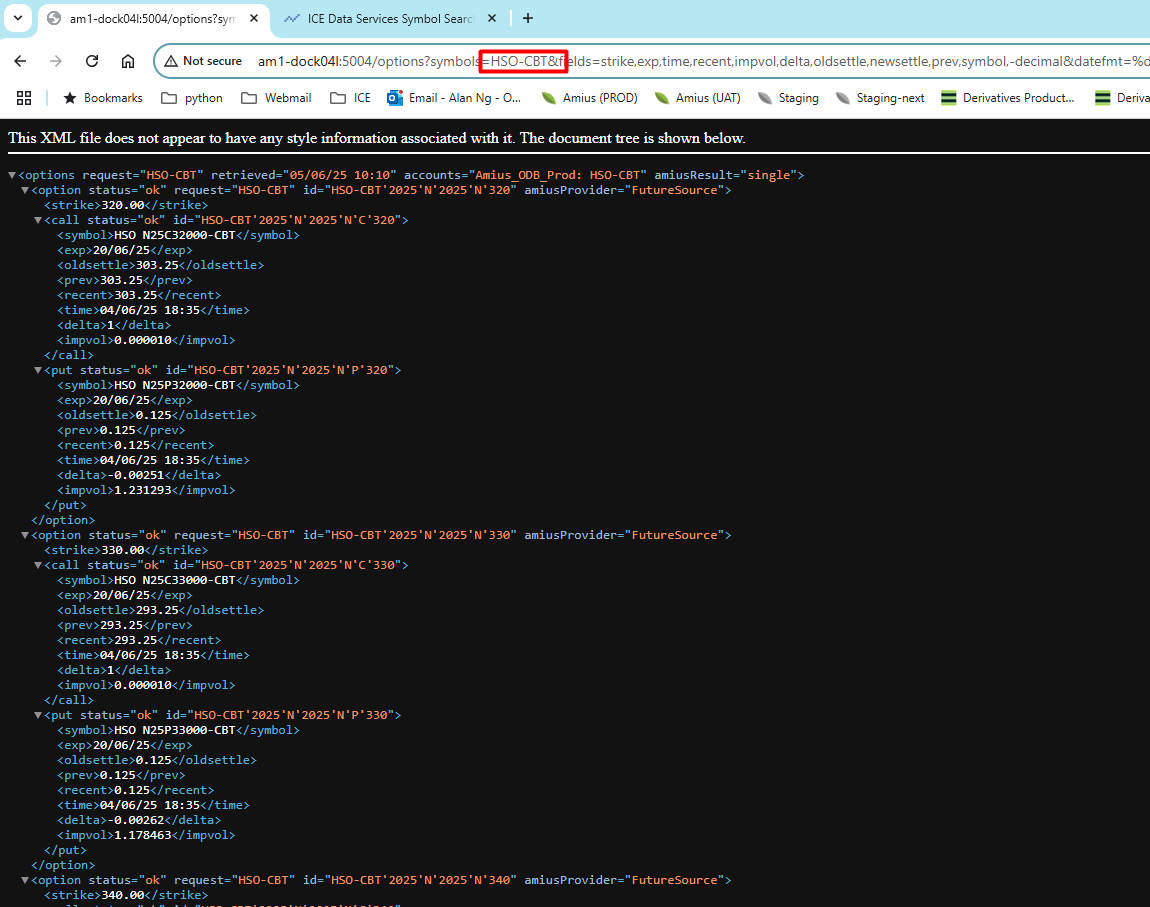 am1-dock04l:5004/options?sym
ICE Data Services Symbol Searc
Not secure am1-dock04l:5004/options?symbols=HSO-CBT&fields=strike,exp,time,recent,impvol,delta,oldsettle,newsettle,prev,symbol,-decimal&datefmt=%d
Bookmarks python Webmail ICE Email - Alan Ng - O... Amius (PROD) Amius (UAT) Staging Staging-next Derivatives Product... Deriva
This XML file does not appear to have any style information associated with it. The document tree is shown below.
▼<options request="HSO-CBT" retrieved="05/06/25 10:10" accounts="Amius_ODB_Prod: HSO-CBT" amiusResult="single">
▼<option status="ok" request="HSO-CBT" id="HSO-CBT'2025'N'2025'N'320" amiusProvider="FutureSource">
<strike>320.00</strike>
▼<call status="ok" id="HSO-CBT'2025'N'2025'N'C'320">
<symbol>HSO N25C32000-CBT</symbol>
<exp>20/06/25</exp>
<oldsettle>303.25</oldsettle>
<prev>303.25</prev>
<recent>303.25</recent>
<time>04/06/25 18:35</time>
<delta>1</delta>
<impvol>0.000010</impvol>
</call>
▼<put status="ok" id="HSO-CBT'2025'N'2025'N'P'320">
<symbol>HSO N25P32000-CBT</symbol>
<exp>20/06/25</exp>
<oldsettle>0.125</oldsettle>
<prev>0.125</prev>
<recent>0.125</recent>
<time>04/06/25 18:35</time>
<delta>-0.00251</delta>
<impvol>1.231293</impvol>
</put>
</option>
▼<option status="ok" request="HSO-CBT" id="HSO-CBT'2025'N'2025'N'330" amiusProvider="FutureSource">
<strike>330.00</strike>
▼<call status="ok" id="HSO-CBT'2025'N'2025'N'C'330">
<symbol>HSO N25C33000-CBT</symbol>
<exp>20/06/25</exp>
<oldsettle>293.25</oldsettle>
<prev>293.25</prev>
<recent>293.25</recent>
<time>04/06/25 18:35</time>
<delta>1</delta>
<impvol>0.000010</impvol>
</call>
▼<put status="ok" id="HSO-CBT'2025'N'2025'N'P'330">
<symbol>HSO N25P33000-CBT</symbol>
<exp>20/06/25</exp>
<oldsettle>0.125</oldsettle>
<prev>0.125</prev>
<recent>0.125</recent>
<time>04/06/25 18:35</time>
<delta>-0.00262</delta>
<impvol>1.178463</impvol>
</put>
</option>
▼<option status="ok" request="HSO-CBT" id="HSO-CBT'2025'N'2025'N'340" amiusProvider="FutureSource">
<strike>340.00</strike>